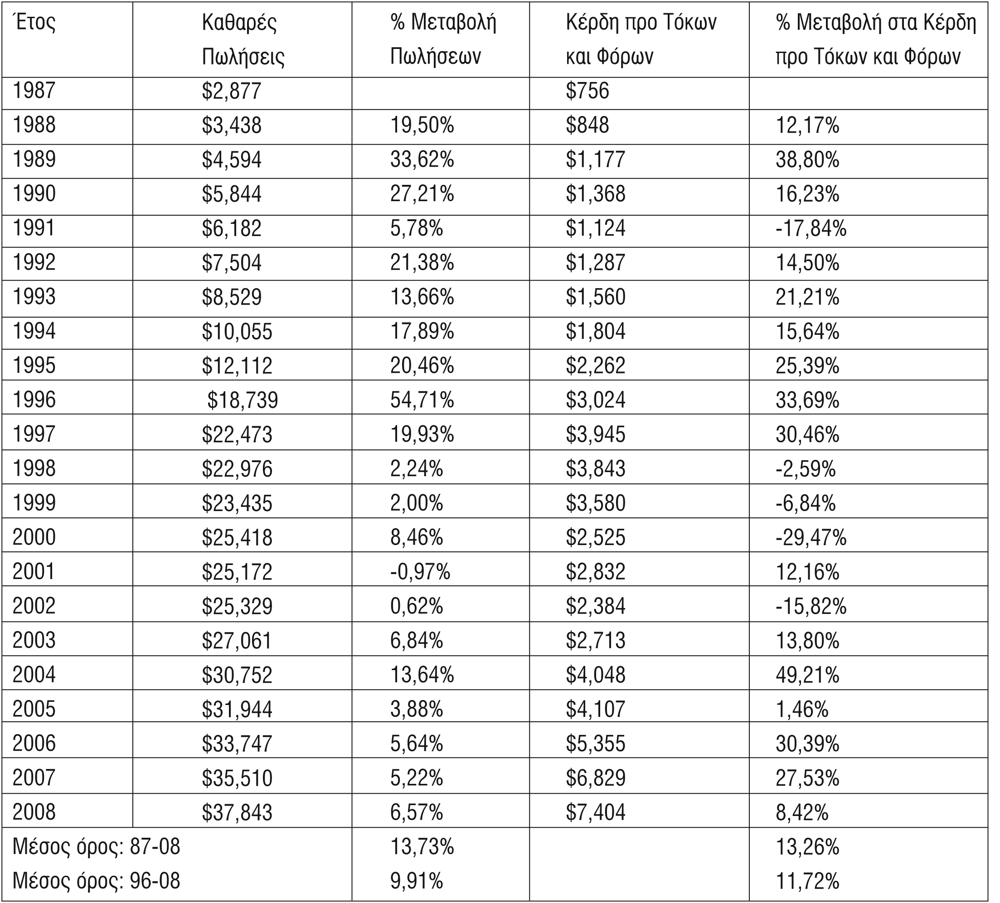 Έτος Καθαρές Πωλήσεις % Μεταβολή Πωλήσεων Κέρδη προ Τόκων και Φόρων % Μεταβολή στα Κέρδη προ Τόκων και Φόρων
1987 $2,877 $756
1988 $3,438 19,50% $848 12,17%
1989 $4,594 33,62% $1,177 38,80%
1990 $5,844 27,21% $1,368 16,23%
1991 $6,182 5,78% $1,124 -17,84%
1992 $7,504 21,38% $1,287 14,50%
1993 $8,529 13,66% $1,560 21,21%
1994 $10,055 17,89% $1,804 15,64%
1995 $12,112 20,46% $2,262 25,39%
1996 $18,739 54,71% $3,024 33,69%
1997 $22,473 19,93% $3,945 30,46%
1998 $22,976 2,24% $3,843 -2,59%
1999 $23,435 2,00% $3,580 -6,84%
2000 $25,418 8,46% $2,525 -29,47%
2001 $25,172 -0,97% $2,832 12,16%
2002 $25,329 0,62% $2,384 -15,82%
2003 $27,061 6,84% $2,713 13,80%
2004 $30,752 13,64% $4,048 49,21%
2005 $31,944 3,88% $4,107 1,46%
2006 $33,747 5,64% $5,355 30,39%
2007 $35,510 5,22% $6,829 27,53%
2008 $37,843 6,57% $7,404 8,42%
Μέσος όρος: 87-08 13,73% 13,26%
Μέσος όρος: 96-08 9,91% 11,72%